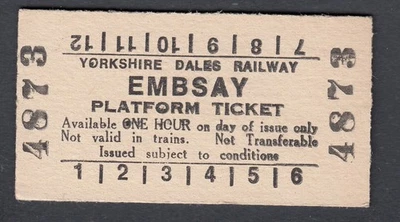 7|8|9|10|11|12
YORKSHIRE DALES RAILWAY
EMBSAY
PLATFORM TICKET
Available ONE HOUR on day of issue only
Not valid in trains. Not Transferable
Issued subject to conditions
1|2|3|4|5|6
4873
4873